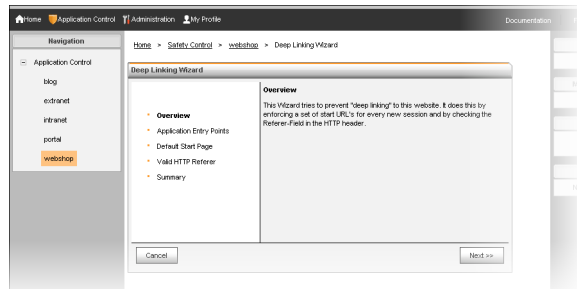 Home Application Control Administration My Profile Documentation
Navigation
Home > Safety Control > webshop > Deep Linking Wizard
Application Control
blog
extranet
intranet
portal
webshop
Deep Linking Wizard
Overview
Application Entry Points
Default Start Page
Valid HTTP Referer
Summary
Overview
This Wizard tries to prevent "deep linking" to this website. It does this by
enforcing a set of start URL's for every new session and by checking the
Referer-Field in the HTTP header.
Cancel
Next >>